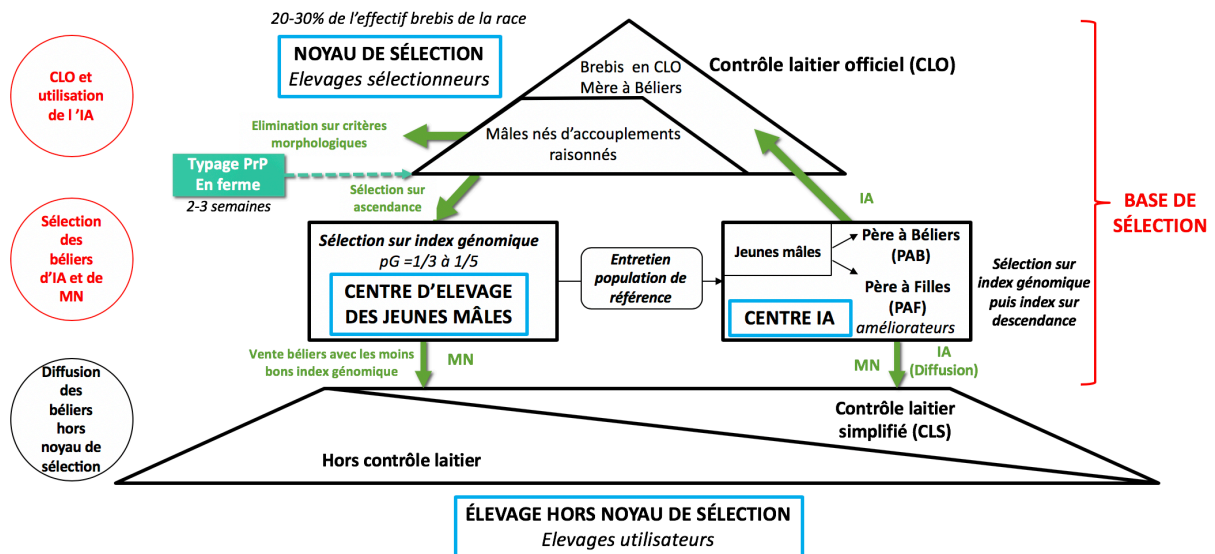 20-30% de l'effectif brebis de la race
NOYAU DE SÉLECTION
Elevages sélectionneurs
CLO et
utilisation
de l 'IA
Brebis en CLO
Mère à Béliers
Contrôle laitier officiel (CLO)
Elimination sur critères
morphologiques
Mâles nés d'accouplements
raisonnés
Typage PrP
En ferme
2-3 semaines
Sélection sur
ascendance
IA
BASE DE
SÉLECTION
Sélection
des
béliers
d'IA et de
MN
Sélection sur index génomique
pG =1/3 à 1/5
CENTRE D'ELEVAGE
DES JEUNES MÂLES
Entretien
population de
référence
Jeunes mâles
Père à Béliers
(PAB)
Père à Filles
(PAF)
améliorateurs
CENTRE IA
Sélection sur
index génomique
puis index sur
descendance
Vente béliers avec les moins
bons index génomique
MN
MN
IA
(Diffusion)
Diffusion
des
béliers
hors
noyau de
sélection
Contrôle laitier
simplifié (CLS)
Hors contrôle laitier
ÉLEVAGE HORS NOYAU DE SÉLECTION
Elevages utilisateurs